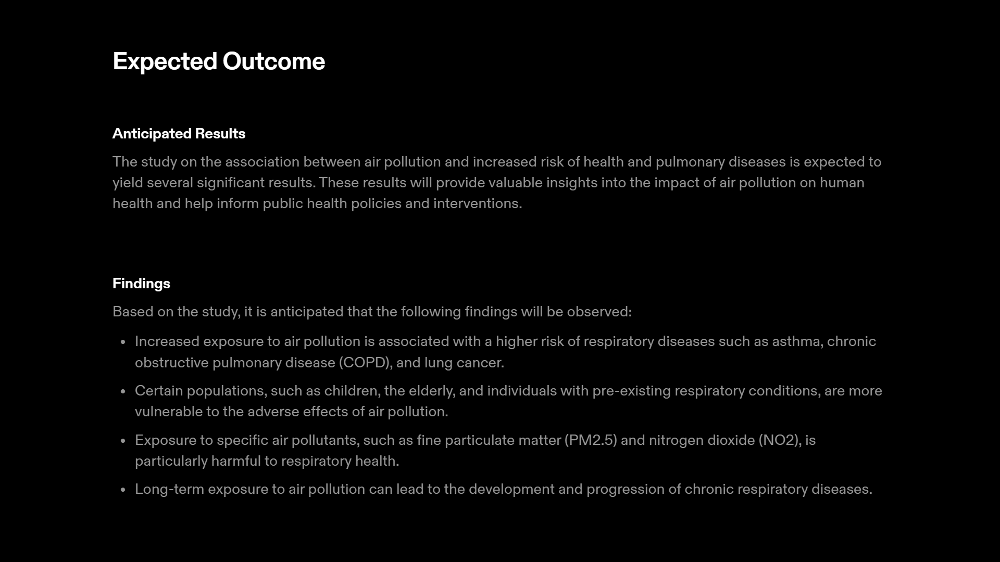 Expected Outcome
Anticipated Results
The study on the association between air pollution and increased risk of health and pulmonary diseases is expected to
yield several significant results. These results will provide valuable insights into the impact of air pollution on human
health and help inform public health policies and interventions.
Findings
Based on the study, it is anticipated that the following findings will be observed:
• Increased exposure to air pollution is associated with a higher risk of respiratory diseases such as asthma, chronic
obstructive pulmonary disease (COPD), and lung cancer.
• Certain populations, such as children, the elderly, and individuals with pre-existing respiratory conditions, are more
vulnerable to the adverse effects of air pollution.
• Exposure to specific air pollutants, such as fine particulate matter (PM2.5) and nitrogen dioxide (NO2), is
particularly harmful to respiratory health.
• Long-term exposure to air pollution can lead to the development and progression of chronic respiratory diseases.